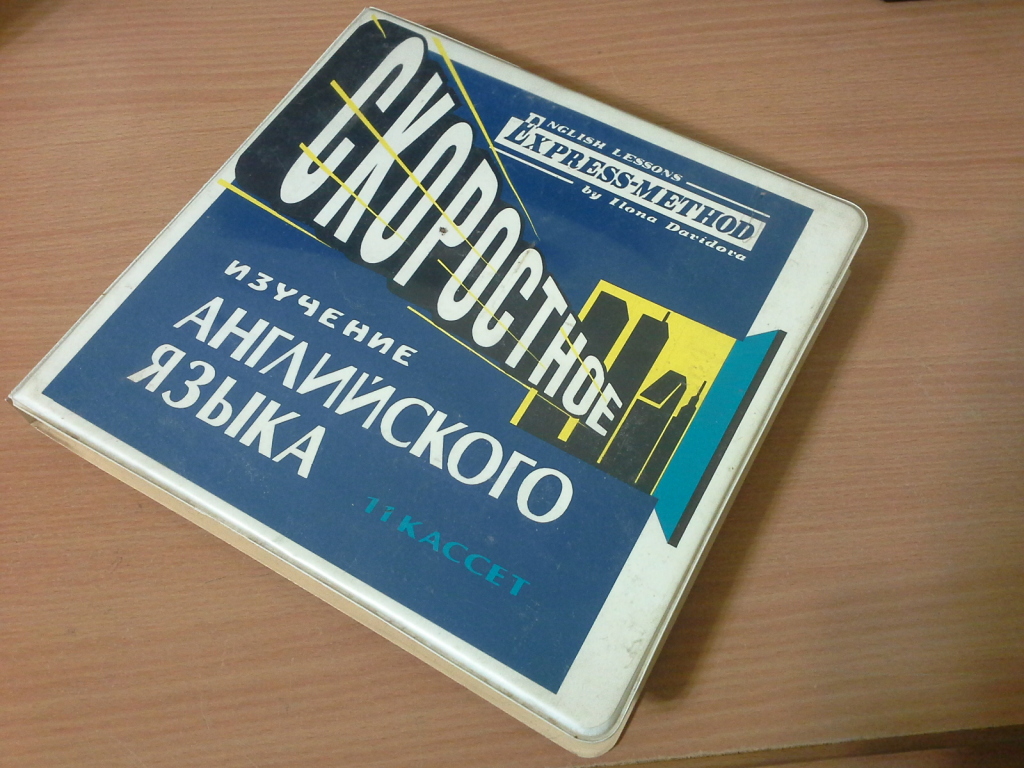 ENGLISH LESSONS
EXPRESS-METHOD
by Ilona Davidova
СКОРОСТНОЕ
ИЗУЧЕНИЕ
АНГЛИЙСКОГО
ЯЗЫКА
11 КАССЕТ